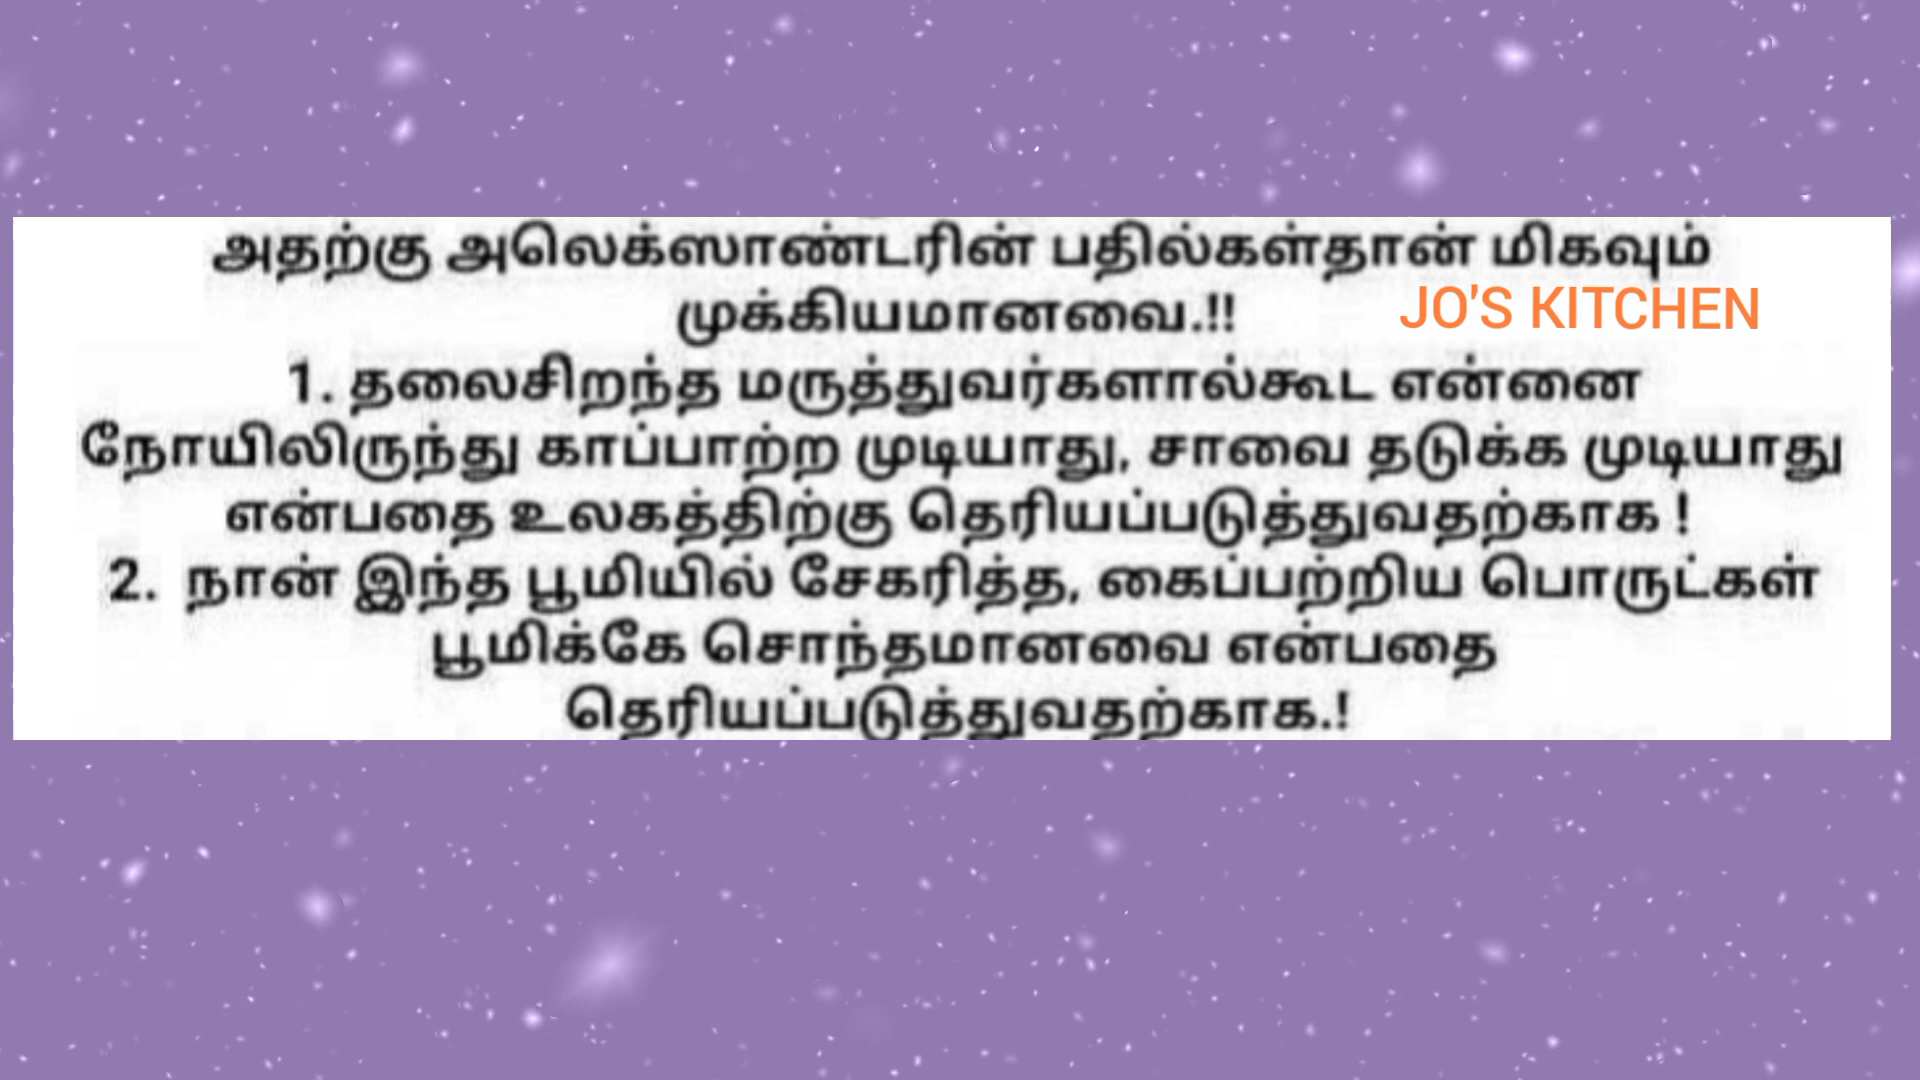 அதற்கு அலெக்ஸாண்டரின் பதில்கள்தான் மிகவும்
முக்கியமானவை.!!
JO'S KITCHEN
1. தலைசிறந்த மருத்துவர்களால்கூட என்னை
நோயிலிருந்து காப்பாற்ற முடியாது, சாவை தடுக்க முடியாது
என்பதை உலகத்திற்கு தெரியப்படுத்துவதற்காக !
2. நான் இந்த பூமியில் சேகரித்த, கைப்பற்றிய பொருட்கள்
பூமிக்கே சொந்தமானவை என்பதை
தெரியப்படுத்துவதற்காக.!